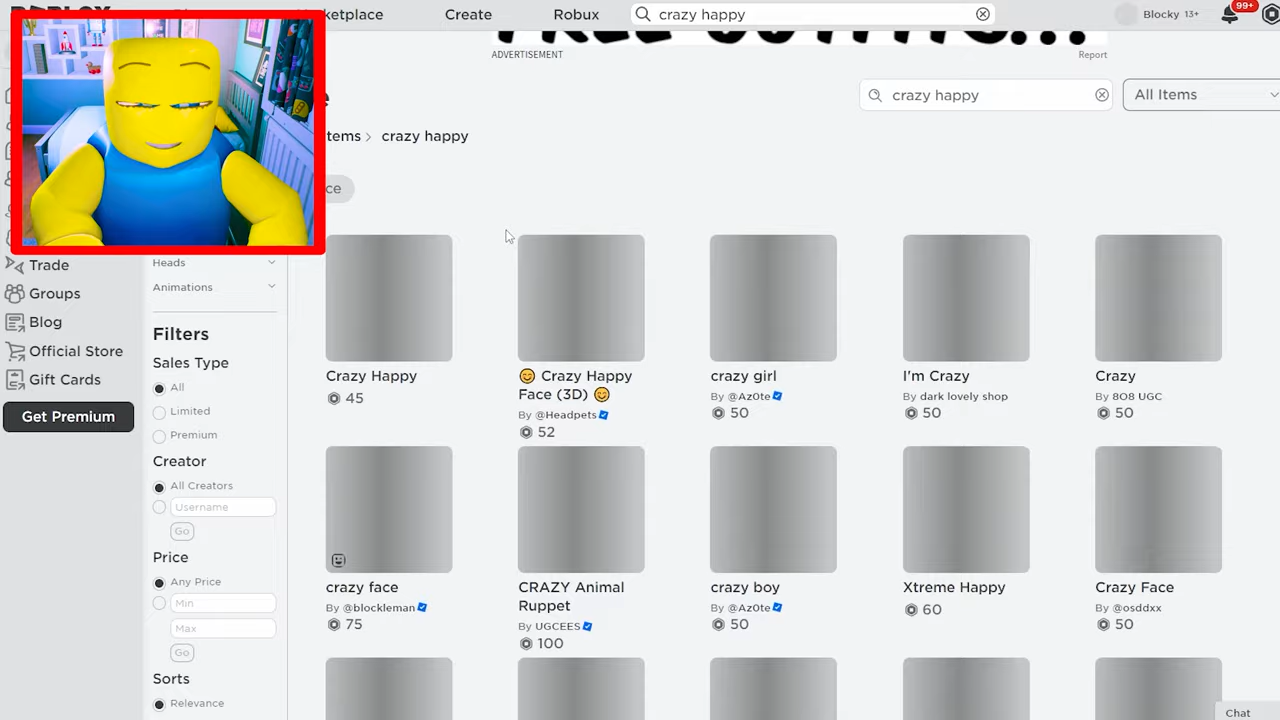 Marketplace
Create
Robux
crazy happy
Blocky 13+
99+
ADVERTISEMENT
Report
crazy happy
All Items
crazy happy
Trade
Groups
Blog
Official Store
Gift Cards
Get Premium
Heads
Animations
Filters
Sales Type
All
Limited
Premium
Creator
All Creators
Username
Go
Price
Any Price
Min
Max
Go
Sorts
Relevance
Crazy Happy
45
😊 Crazy Happy
Face (3D) 😊
By @Headpets
52
crazy girl
By @Az0te
50
I'm Crazy
By dark lovely shop
50
Crazy
By 8O8 UGC
50
crazy face
By @blockleman
75
CRAZY Animal
Ruppet
By UGCEES
100
crazy boy
By @Az0te
50
Xtreme Happy
60
Crazy Face
By @osddxx
50
Chat